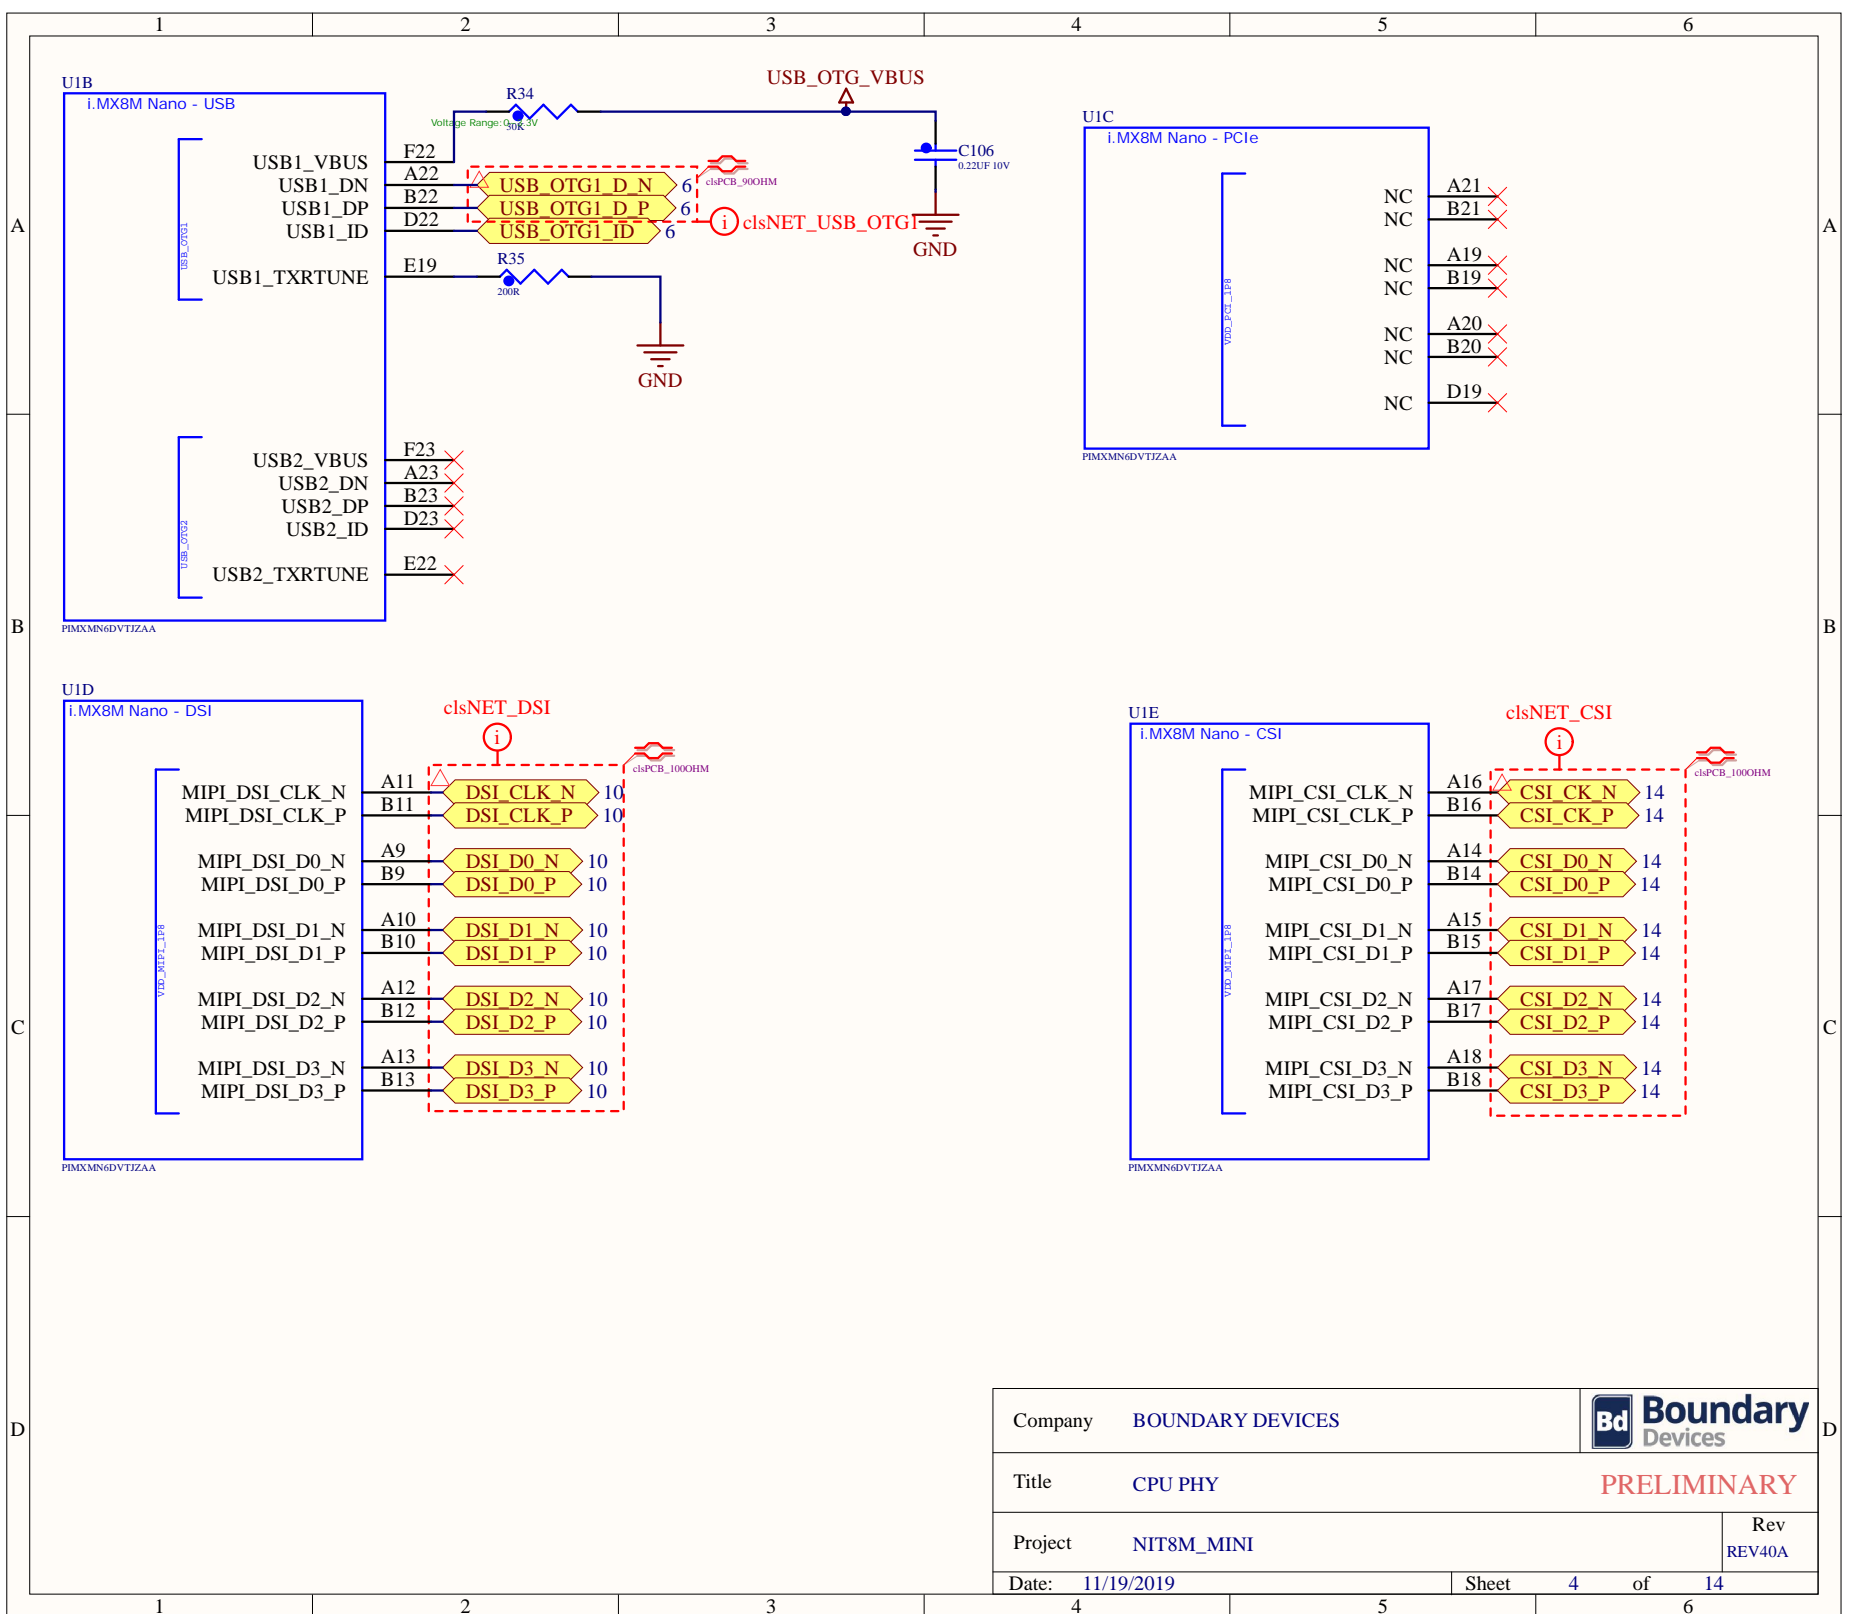 1 2 3 4 5 6
A
B
C
D
A
B
C
D
U1B
i.MX8M Nano - USB
USB_OTG1
USB1_VBUS F22
USB1_DN A22
USB1_DP B22
USB1_ID D22
USB1_TXRTUNE E19
USB_OTG2
USB2_VBUS F23
USB2_DN A23
USB2_DP B23
USB2_ID D23
USB2_TXRTUNE E22
PIMXMN6DVTJZAA
R34
Voltage Range:
USB_OTG_VBUS
C106
0.22UF 10V
GND
USB_OTG1_D_N 6
USB_OTG1_D_P 6
USB_OTG1_ID 6
clsPCB_90OHM
i clsNET_USB_OTG1
R35
200R
GND
U1C
i.MX8M Nano - PCIe
VDD_PCI_1P8
NC A21
NC B21
NC A19
NC B19
NC A20
NC B20
NC D19
PIMXMN6DVTJZAA
U1D
i.MX8M Nano - DSI
VDD_MIPI_1P8
clsNET_DSI
i
clsPCB_100OHM
MIPI_DSI_CLK_N A11 DSI_CLK_N 10
MIPI_DSI_CLK_P B11 DSI_CLK_P 10
MIPI_DSI_D0_N A9 DSI_D0_N 10
MIPI_DSI_D0_P B9 DSI_D0_P 10
MIPI_DSI_D1_N A10 DSI_D1_N 10
MIPI_DSI_D1_P B10 DSI_D1_P 10
MIPI_DSI_D2_N A12 DSI_D2_N 10
MIPI_DSI_D2_P B12 DSI_D2_P 10
MIPI_DSI_D3_N A13 DSI_D3_N 10
MIPI_DSI_D3_P B13 DSI_D3_P 10
PIMXMN6DVTJZAA
U1E
i.MX8M Nano - CSI
VDD_MIPI_1P8
clsNET_CSI
i
clsPCB_100OHM
MIPI_CSI_CLK_N A16 CSI_CK_N 14
MIPI_CSI_CLK_P B16 CSI_CK_P 14
MIPI_CSI_D0_N A14 CSI_D0_N 14
MIPI_CSI_D0_P B14 CSI_D0_P 14
MIPI_CSI_D1_N A15 CSI_D1_N 14
MIPI_CSI_D1_P B15 CSI_D1_P 14
MIPI_CSI_D2_N A17 CSI_D2_N 14
MIPI_CSI_D2_P B17 CSI_D2_P 14
MIPI_CSI_D3_N A18 CSI_D3_N 14
MIPI_CSI_D3_P B18 CSI_D3_P 14
PIMXMN6DVTJZAA
Company BOUNDARY DEVICES
Bd Boundary
Devices
Title CPU PHY
PRELIMINARY
Project NIT8M_MINI
Rev
REV40A
Date: 11/19/2019 Sheet 4 of 14
1 2 3 4 5 6